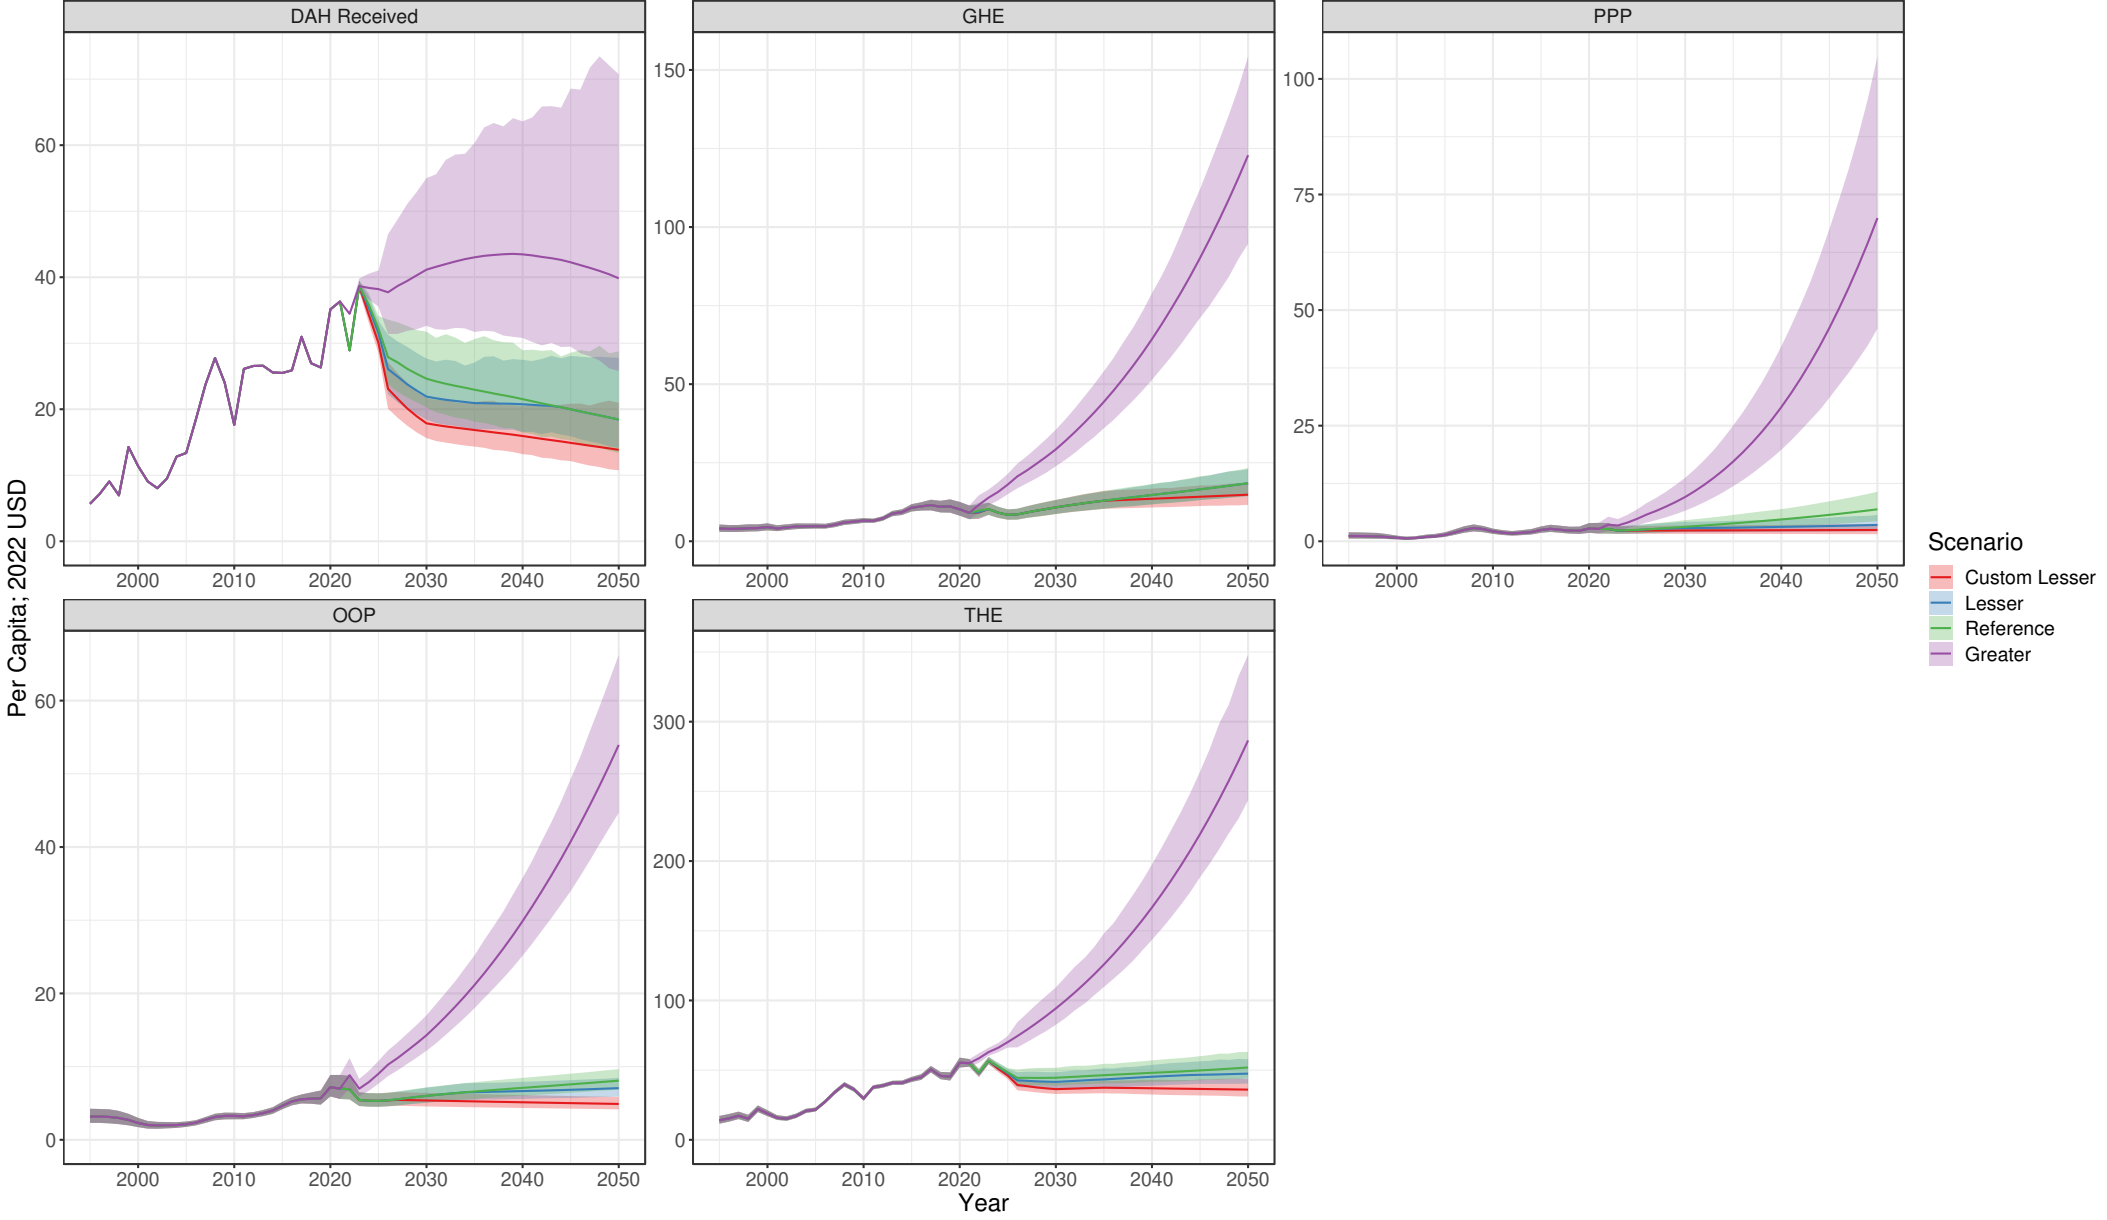 DAH Received
GHE
PPP
60
40
20
0
150
100
50
0
100
75
50
25
0
2000 2010 2020 2030 2040 2050
2000 2010 2020 2030 2040 2050
2000 2010 2020 2030 2040 2050
Per Capita; 2022 USD
OOP
THE
60
40
20
0
300
200
100
0
2000 2010 2020 2030 2040 2050
2000 2010 2020 2030 2040 2050
Year
Scenario
Custom Lesser
Lesser
Reference
Greater